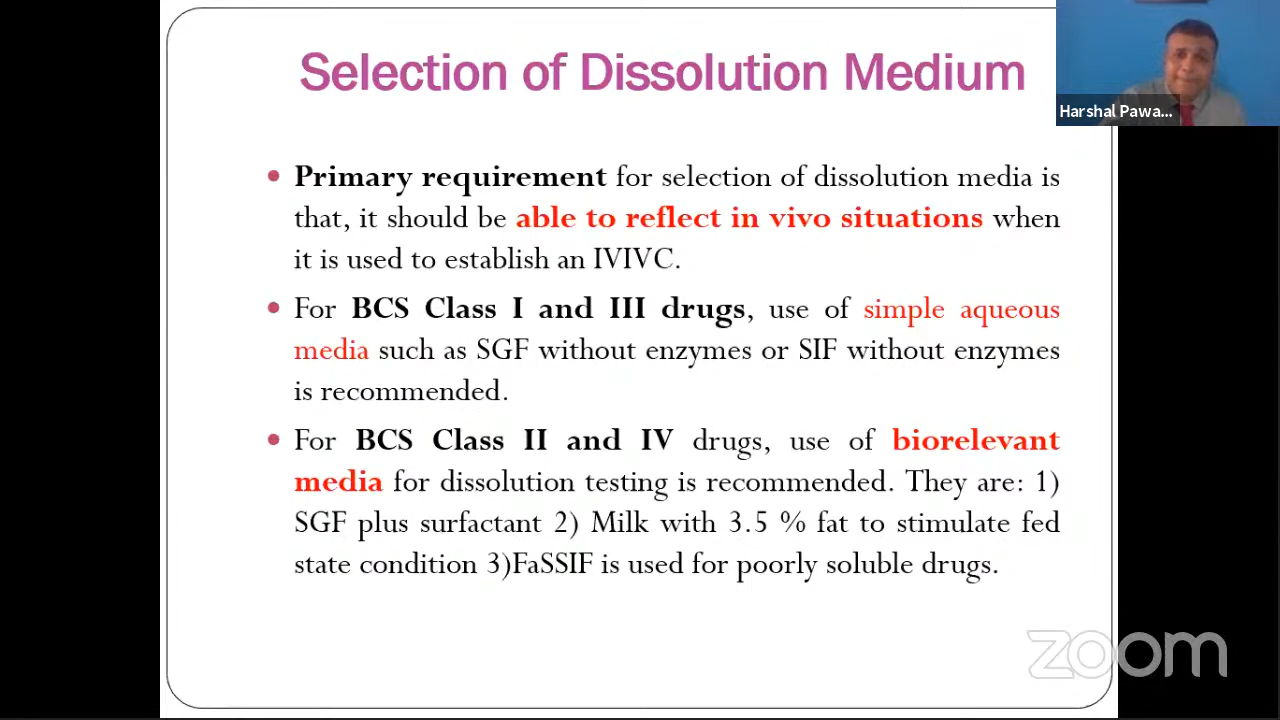 Selection of Dissolution Medium
Harshal Pawa...
• Primary requirement for selection of dissolution media is
that, it should be able to reflect in vivo situations when
it is used to establish an IVIVC.
• For BCS Class I and III drugs, use of simple aqueous
media such as SGF without enzymes or SIF without enzymes
is recommended.
• For BCS Class II and IV drugs, use of biorelevant
media for dissolution testing is recommended. They are: 1)
SGF plus surfactant 2) Milk with 3.5 % fat to stimulate fed
state condition 3)FaSSIF is used for poorly soluble drugs.
zoom